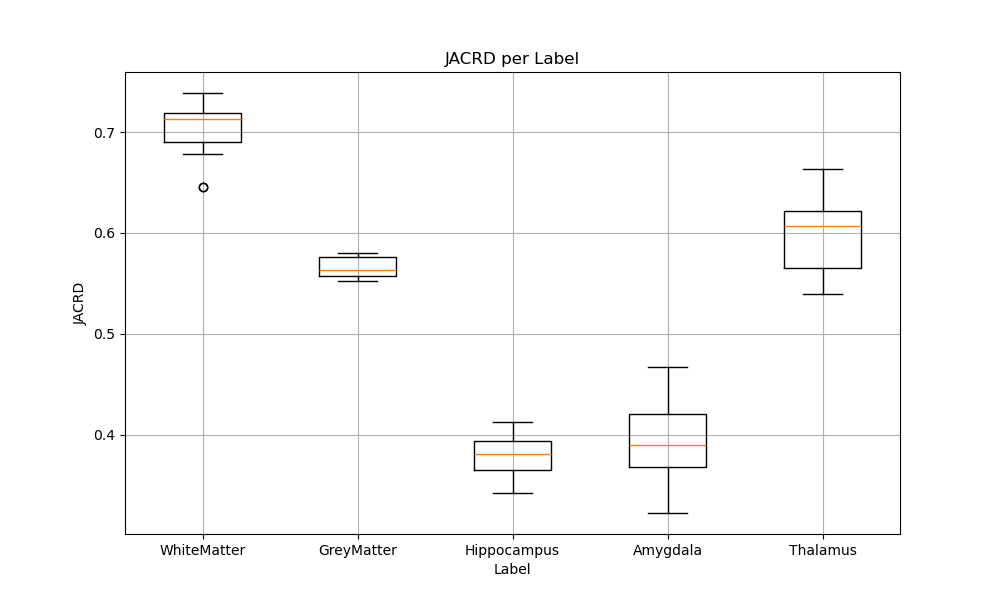 JACRD per Label
JACRD
0.7
0.6
0.5
0.4
WhiteMatter GreyMatter Hippocampus Amygdala Thalamus
Label